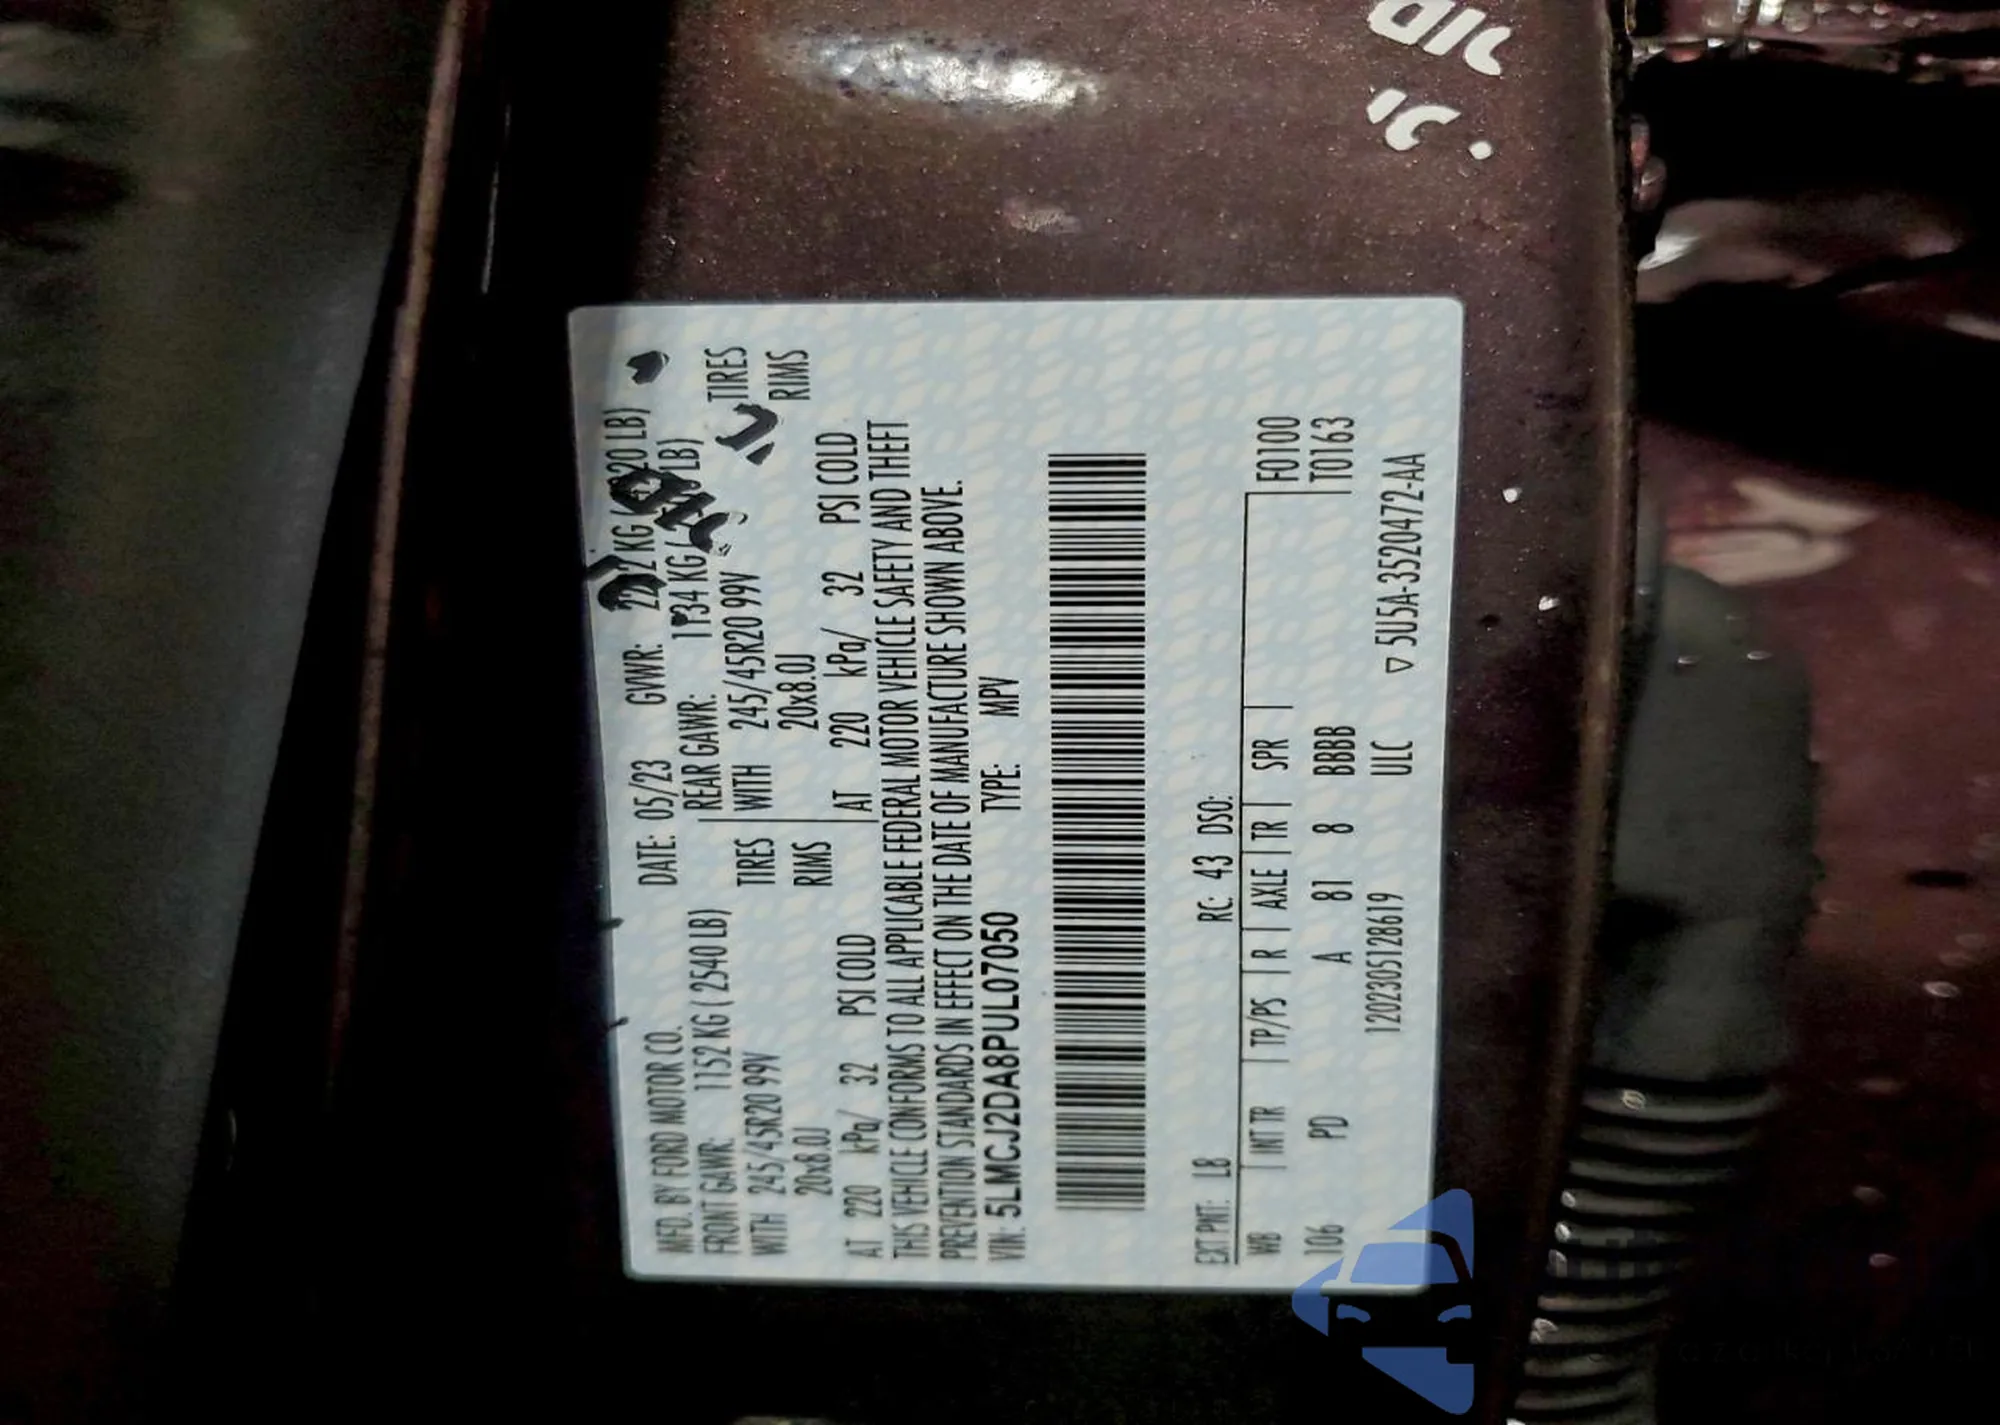 MFD. BY FORD MOTOR CO. DATE: 05/23 GVWR:
FRONT GAWR: 1152 KG ( 2540 LB) REAR GAWR: KG LB)
WITH 245/45R20 99V TIRES WITH 245/45R20 99V TIRES
20x8.0J RIMS 20x8.0J RIMS
AT 220 kPa/ 32 PSI COLD AT 220 kPa/ 32 PSI COLD
THIS VEHICLE CONFORMS TO ALL APPLICABLE FEDERAL MOTOR VEHICLE SAFETY AND THEFT
PREVENTION STANDARDS IN EFFECT ON THE DATE OF MANUFACTURE SHOWN ABOVE.
VIN: 5LMCJ2DA8PUL07050 TYPE: MPV
EXT PNT: L8 RC: 43 DSO:
WB INT TR TP/PS R AXLE TR SPR F0100
106 PD A 81 8 BBBB T0163
1202305128619 ULC ▽ 5U5A-3520472-AA